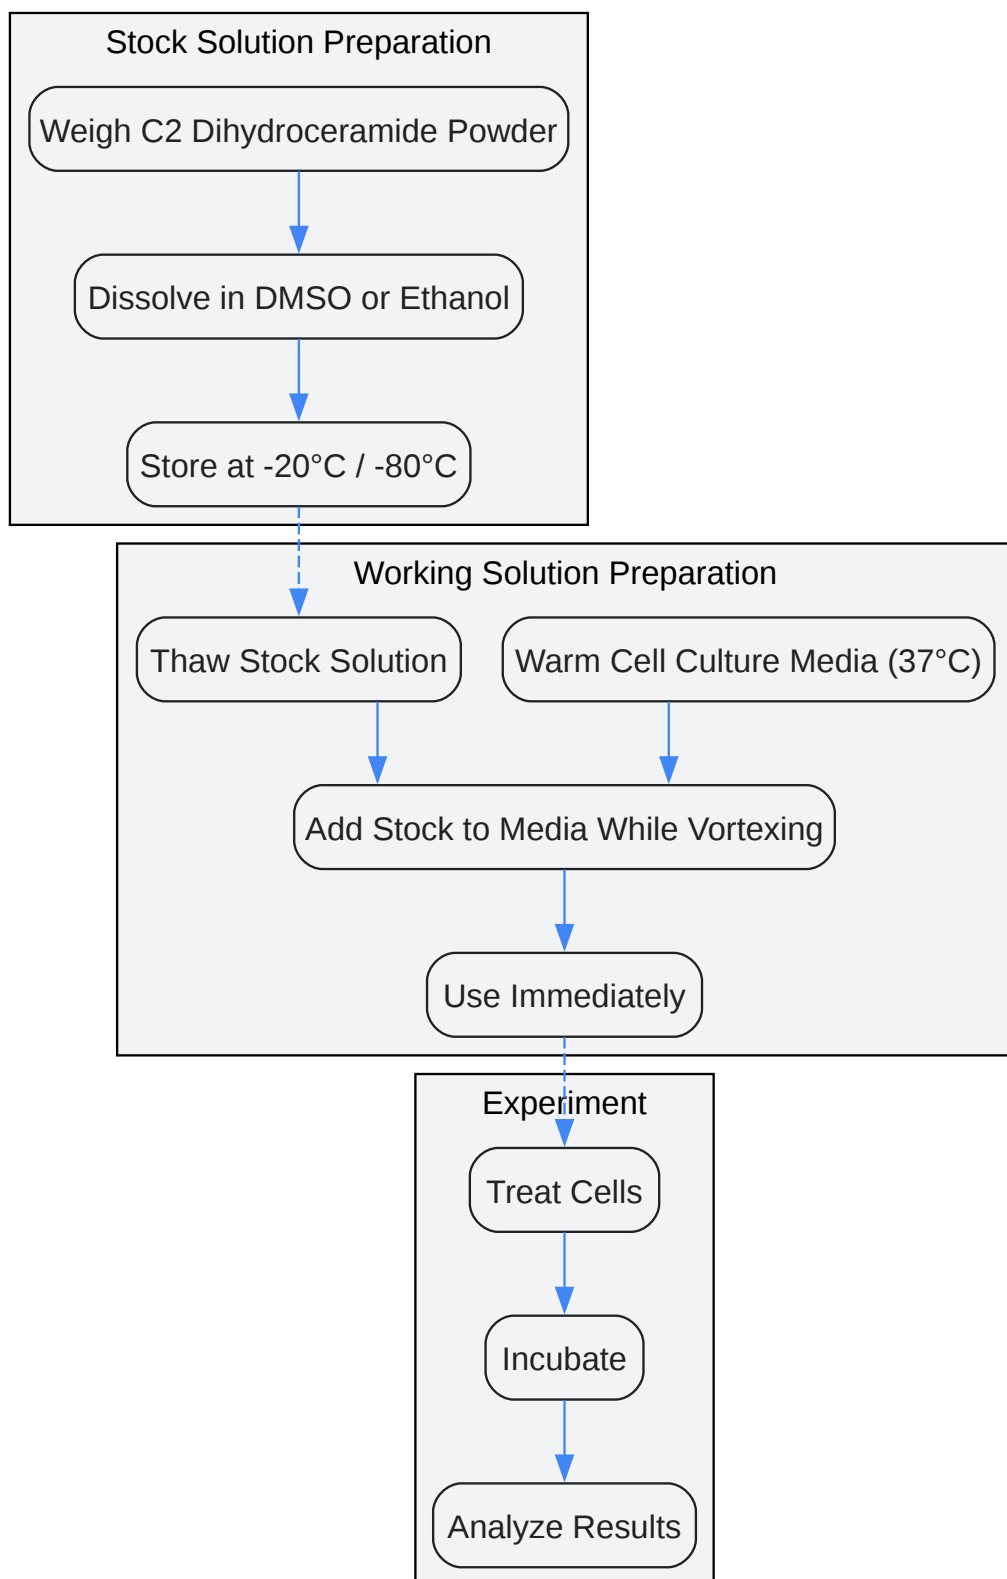 Stock Solution Preparation
Weigh C2 Dihydroceramide Powder
Dissolve in DMSO or Ethanol
Store at -20°C / -80°C
Working Solution Preparation
Thaw Stock Solution
Warm Cell Culture Media (37°C)
Add Stock to Media While Vortexing
Use Immediately
Experiment
Treat Cells
Incubate
Analyze Results